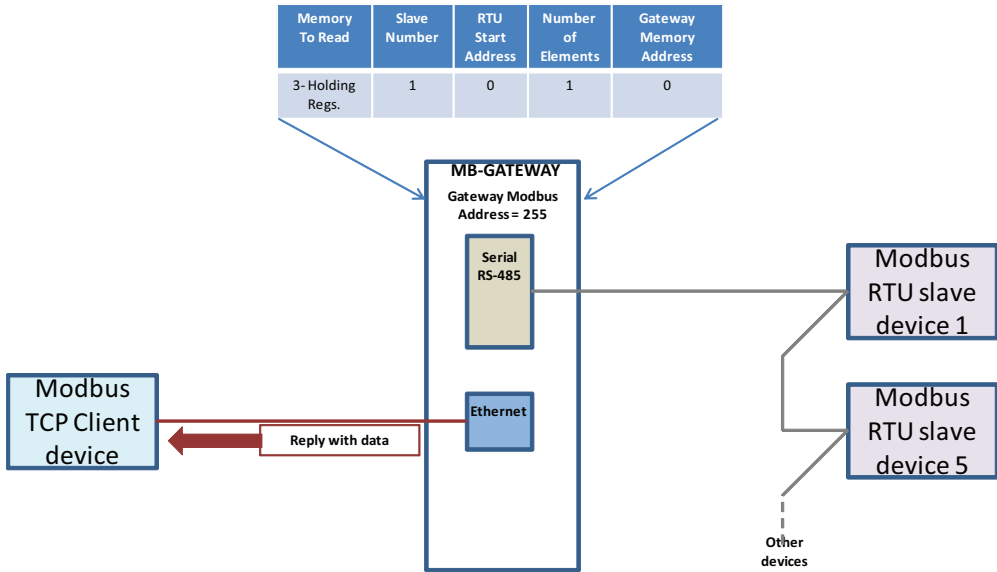 Memory
To Read
Slave
Number
RTU
Start
Address
Number
of
Elements
Gateway
Memory
Address
3- Holding
Regs.
1
0
1
0
MB-GATEWAY
Gateway Modbus
Address = 255
Serial
RS-485
Modbus
RTU slave
device 1
Modbus
TCP Client
device
Reply with data
Ethernet
Modbus
RTU slave
device 5
Other
devices